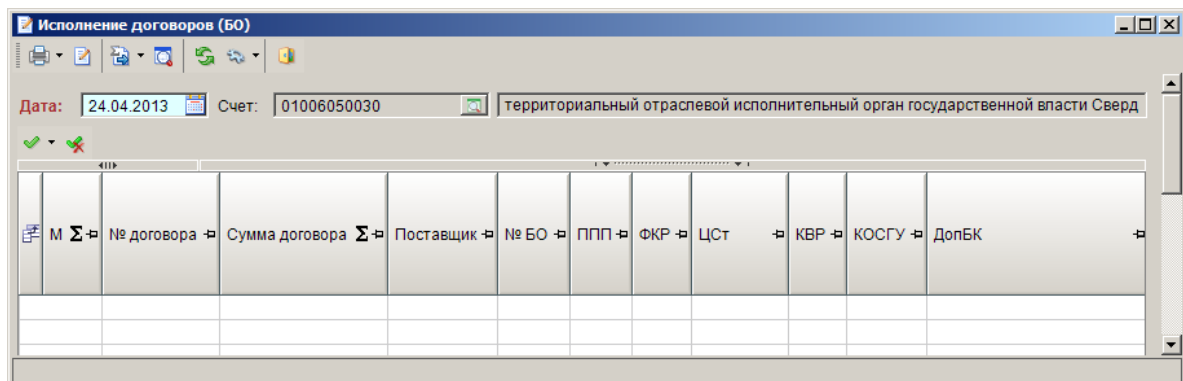 Исполнение договоров (БО)
Дата: 24.04.2013 Счет: 01006050030 территориальный отраслевой исполнительный орган государственной власти Сверд
М Σ № договора Сумма договора Σ Поставщик № БО ППП ФКР ЦСт КВР КОСГУ ДопБК